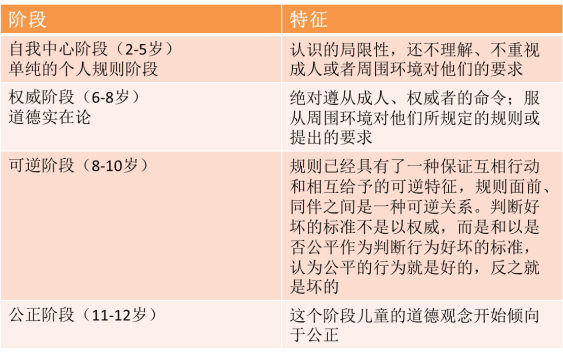 阶段
特征
自我中心阶段（2-5岁）
单纯的个人规则阶段
认识的局限性，还不理解、不重视
成人或者周围环境对他们的要求
权威阶段（6-8岁）
道德实在论
绝对遵从成人、权威者的命令；服
从周围环境对他们所规定的规则或
提出的要求
可逆阶段（8-10岁）
规则已经具有了一种保证互相行动
和相互给予的可逆特征，规则面前、
同伴之间是一种可逆关系。判断好
坏的标准不是以权威，而是和以是
否公平作为判断行为好坏的标准，
认为公平的行为就是好的，反之就
是坏的
公正阶段（11-12岁）
这个阶段儿童的道德观念开始倾向
于公正